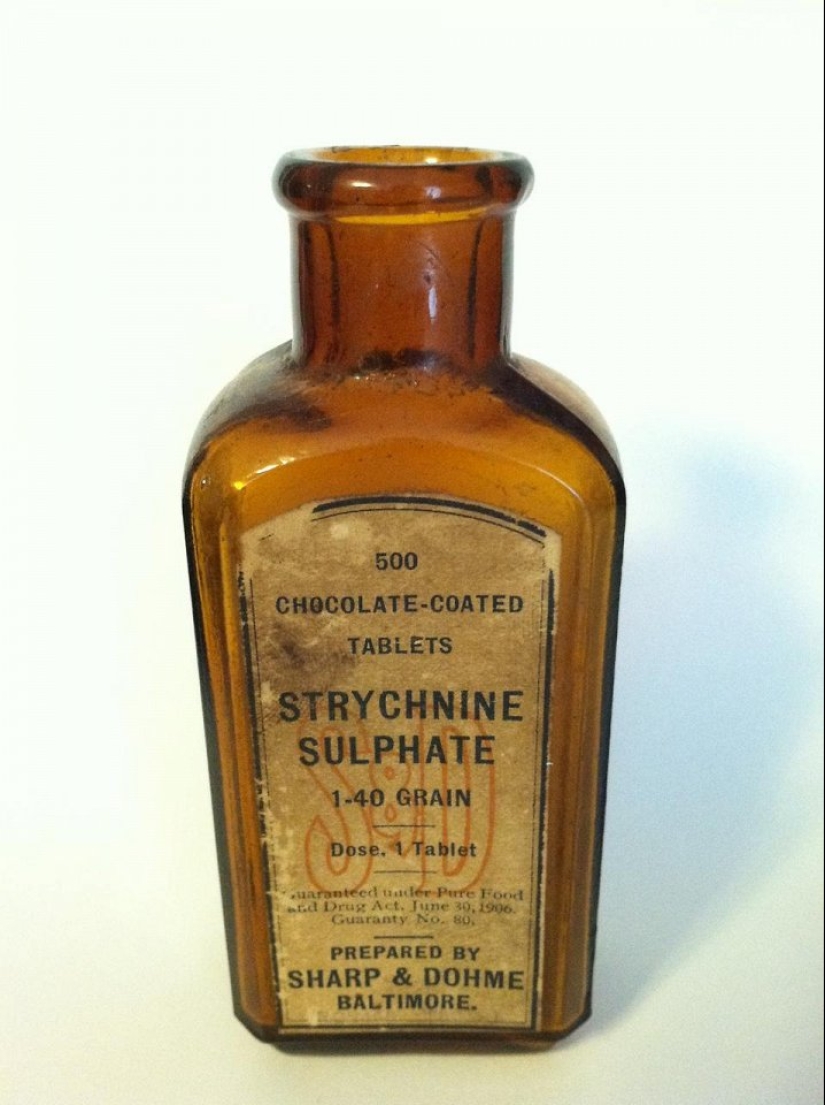 500
CHOCOLATE-COATED
TABLETS
STRYCHNINE
SULPHATE
S&D
1-40 GRAIN
Dose, 1 Tablet
Guaranteed under Pure Food
and Drug Act, June 30, 1906.
Guaranty No. 80.
PREPARED BY
SHARP & DOHME
BALTIMORE.